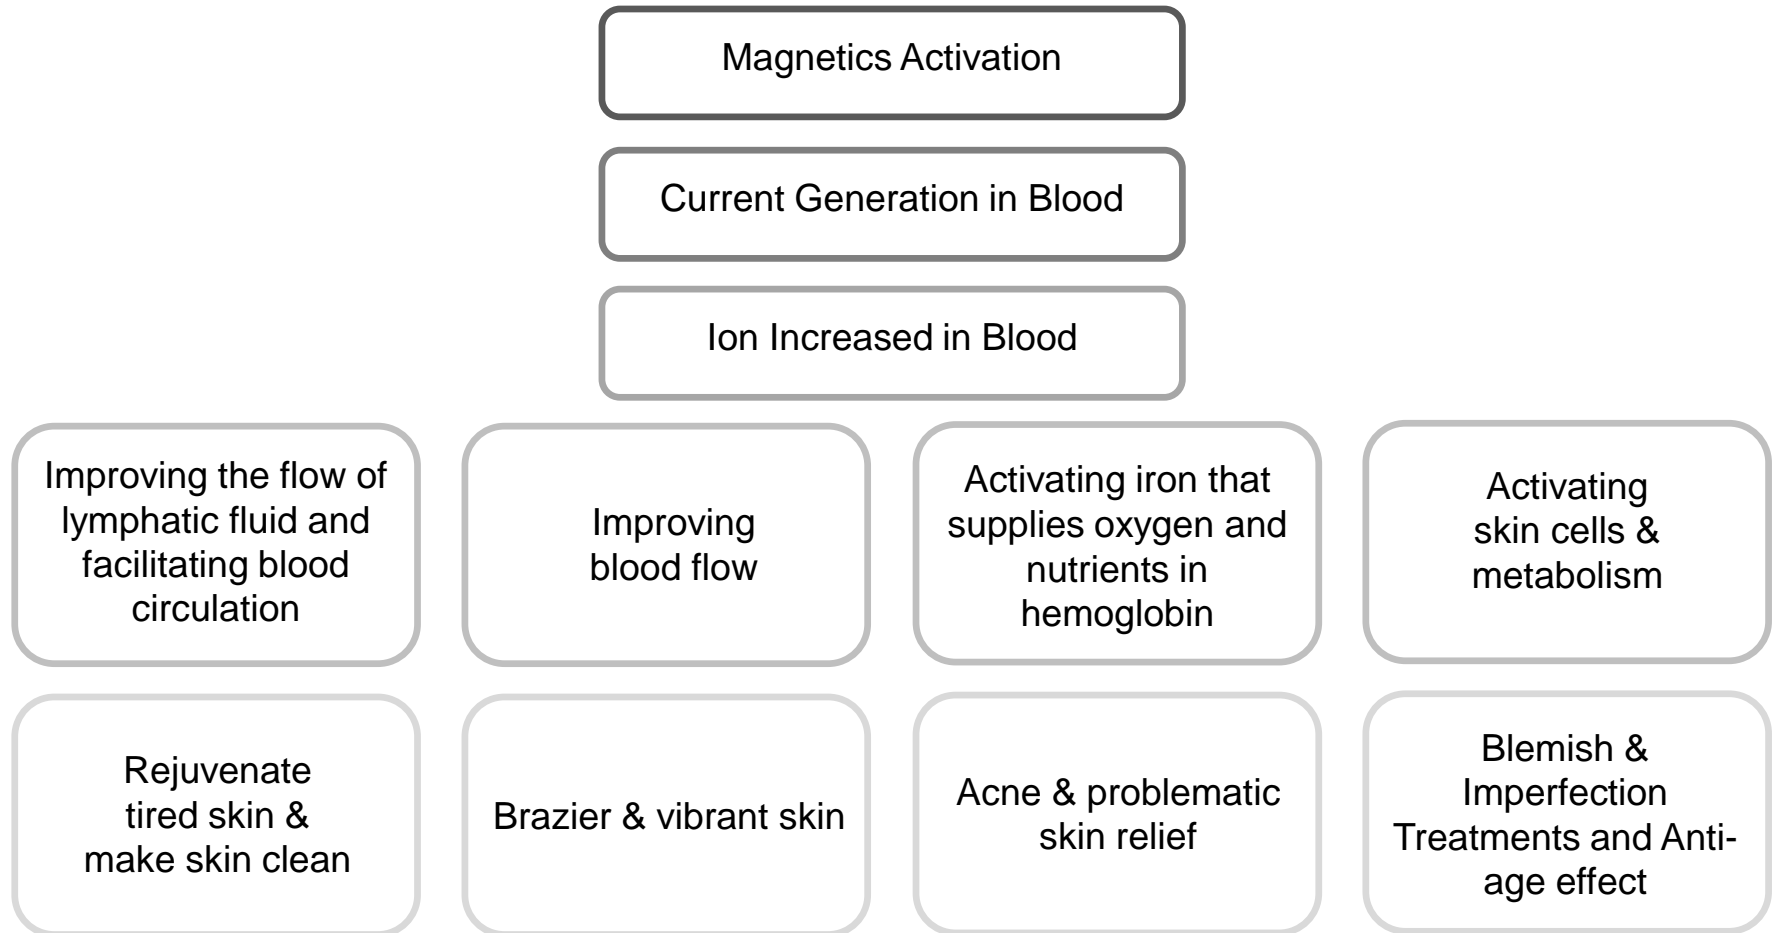 Magnetics Activation
Current Generation in Blood
Ion Increased in Blood
Improving the flow of
lymphatic fluid and
facilitating blood
circulation
Improving
blood flow
Activating iron that
supplies oxygen and
nutrients in
hemoglobin
Activating
skin cells &
metabolism
Rejuvenate
tired skin &
make skin clean
Brazier & vibrant skin
Acne & problematic
skin relief
Blemish &
Imperfection
Treatments and Anti-
age effect